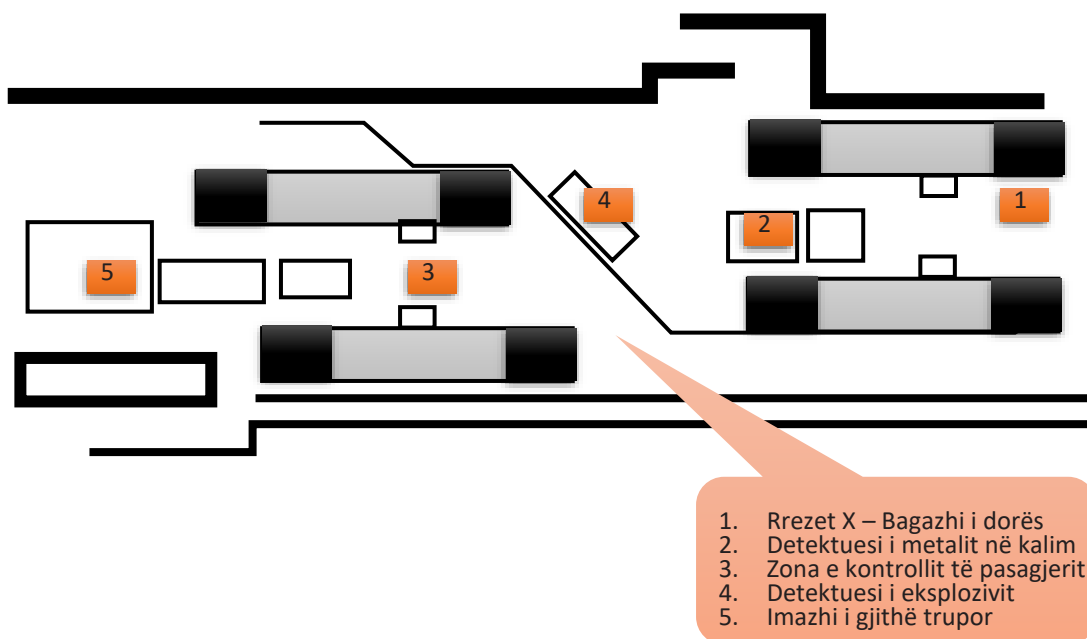 1
4
2
3
5
1. Rrezet X – Bagazhi i dorës
2. Detektuesi i metalit në kalim
3. Zona e kontrollit të pasagjerit
4. Detektuesi i eksplozivit
5. Imazhi i gjithë trupor